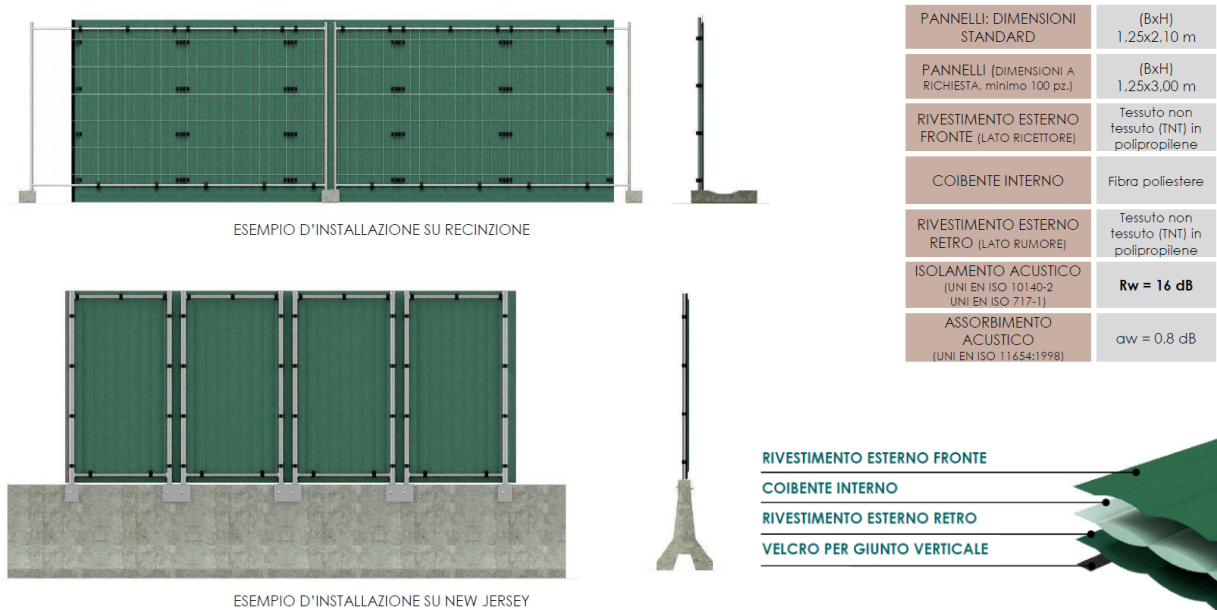 PANNELLI: DIMENSIONI
STANDARD
(BxH)
1,25x2,10 m
PANNELLI (DIMENSIONI A
RICHIESTA, minimo 100 pz.)
(BxH)
1,25x3,00 m
RIVESTIMENTO ESTERNO
FRONTE (LATO RICETTORE)
Tessuto non
tessuto (TNT) in
polipropilene
COIBENTE INTERNO
Fibra poliestere
RIVESTIMENTO ESTERNO
RETRO (LATO RUMORE)
Tessuto non
tessuto (TNT) in
polipropilene
ISOLAMENTO ACUSTICO
(UNI EN ISO 10140-2
UNI EN ISO 717-1)
Rw = 16 dB
ASSORBIMENTO
ACUSTICO
(UNI EN ISO 11654:1998)
αw = 0,8 dB
ESEMPIO D'INSTALLAZIONE SU RECINZIONE
RIVESTIMENTO ESTERNO FRONTE
COIBENTE INTERNO
RIVESTIMENTO ESTERNO RETRO
VELCRO PER GIUNTO VERTICALE
ESEMPIO D'INSTALLAZIONE SU NEW JERSEY